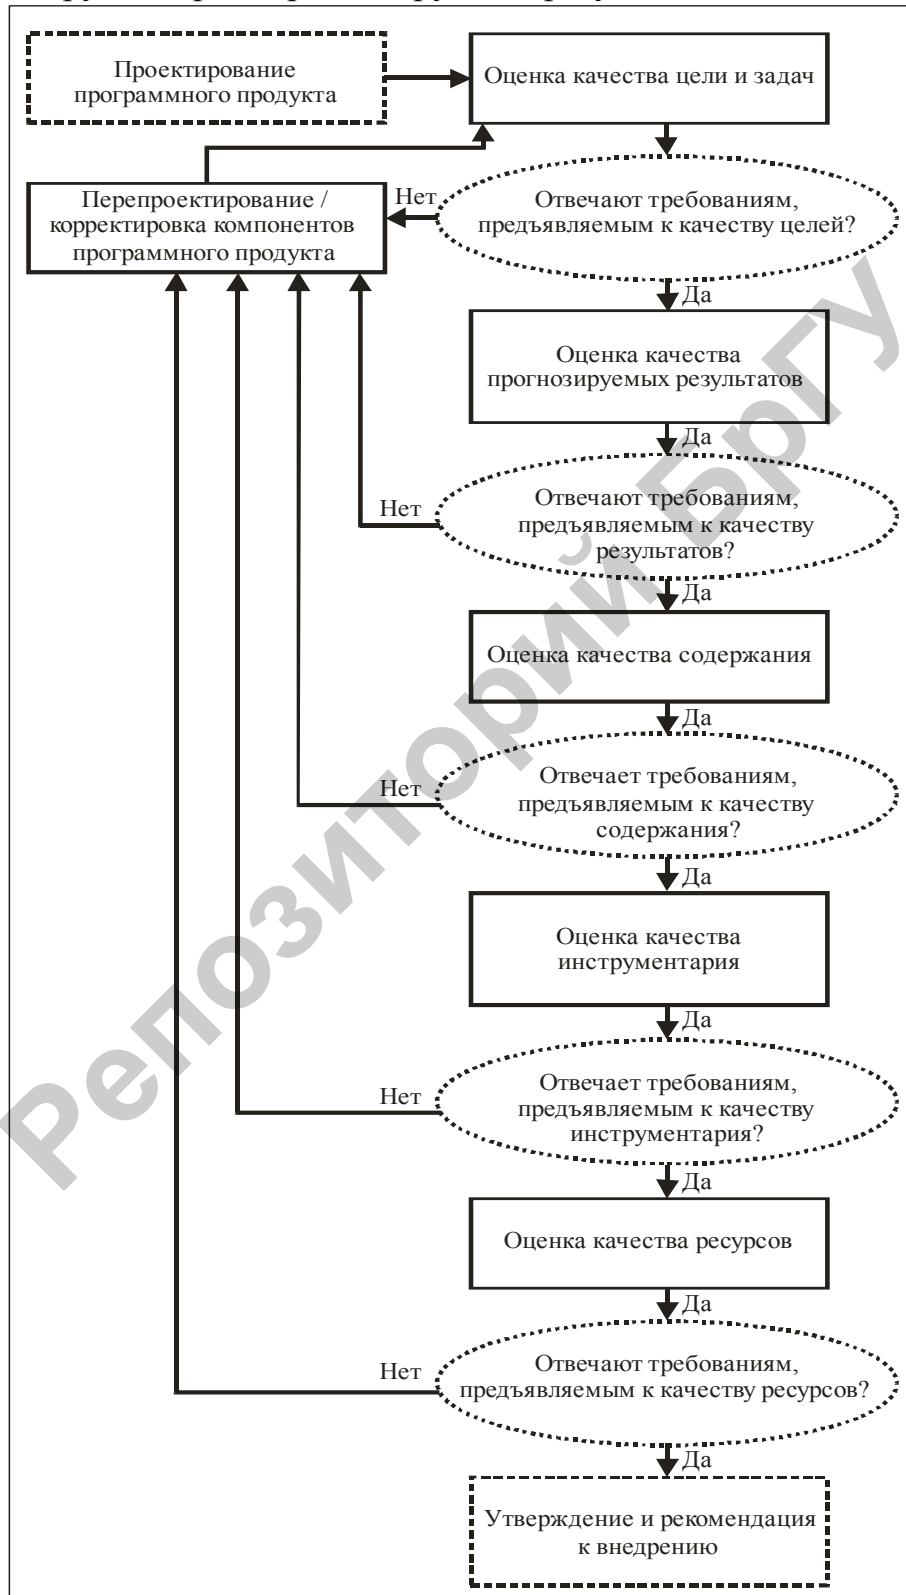 Проектирование
программного продукта
Оценка качества цели и задач
Перепроектирование /
корректировка компонентов
программного продукта
Нет
Отвечают требованиям,
предъявляемым к качеству целей?
Да
Оценка качества
прогнозируемых результатов
Да
Нет
Отвечают требованиям,
предъявляемым к качеству
результатов?
Да
Оценка качества содержания
Да
Нет
Отвечает требованиям,
предъявляемым к качеству
содержания?
Да
Оценка качества
инструментария
Да
Нет
Отвечает требованиям,
предъявляемым к качеству
инструментария?
Да
Оценка качества ресурсов
Да
Нет
Отвечают требованиям,
предъявляемым к качеству ресурсов?
Да
Утверждение и рекомендация
к внедрению
Репозиторий БрГУ